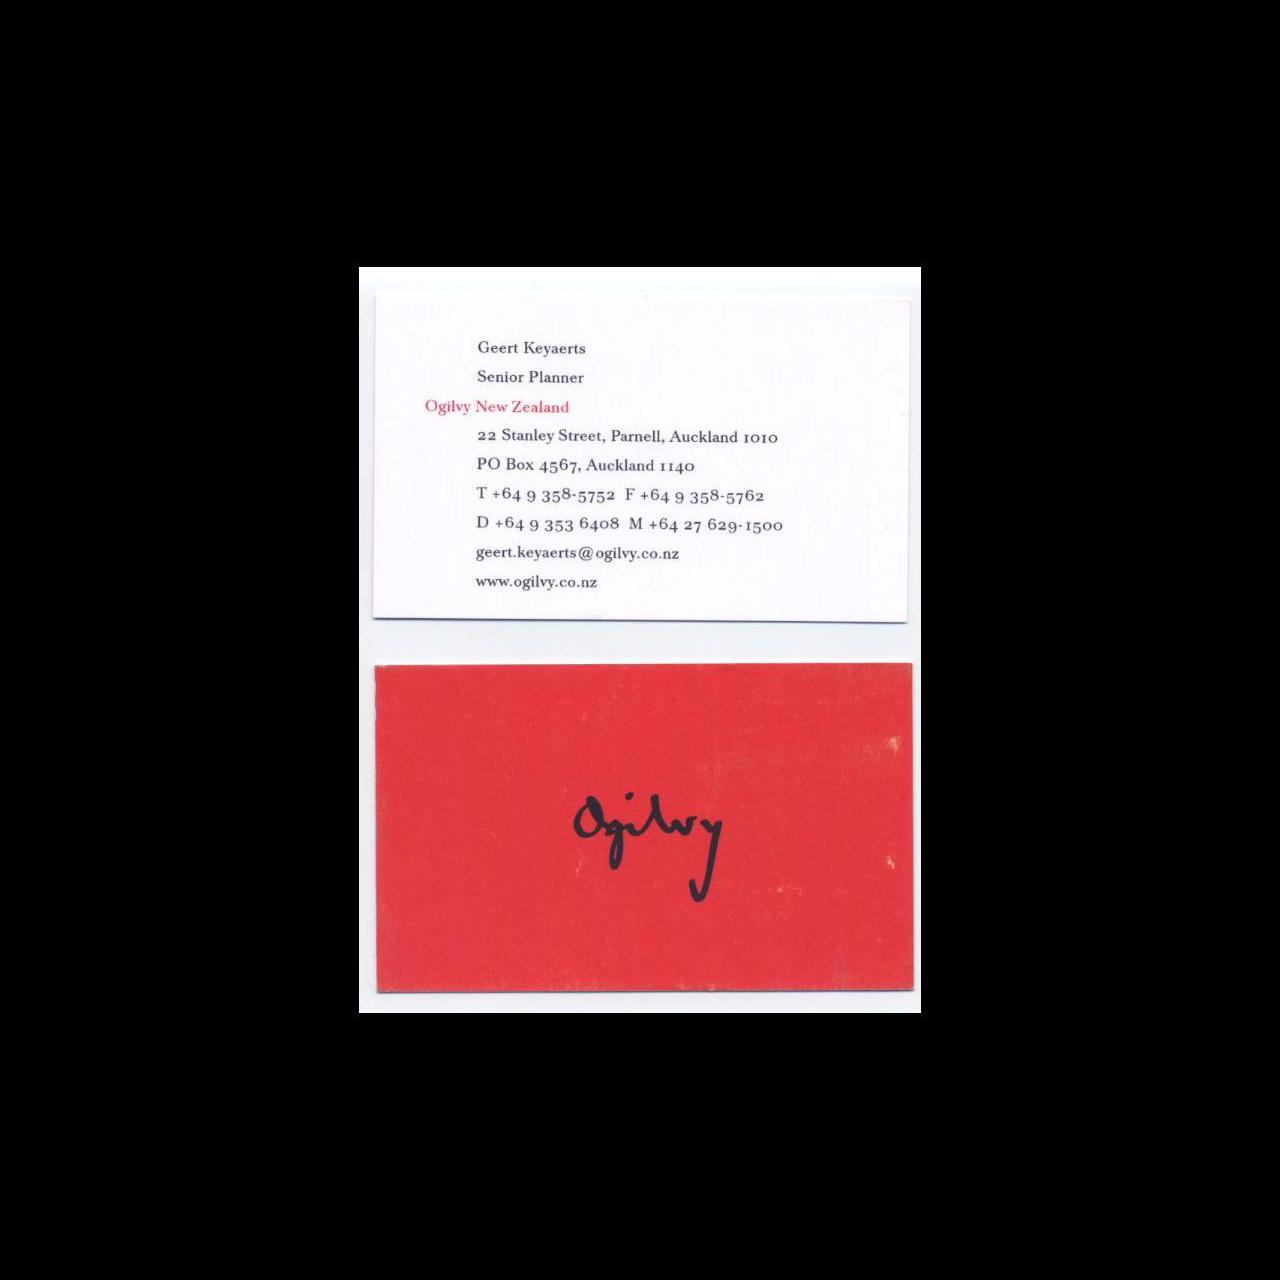 Geert Keyaerts
Senior Planner
Ogilvy New Zealand
22 Stanley Street, Parnell, Auckland 1010
PO Box 4567, Auckland 1140
T +64 9 358-5752 F +64 9 358-5762
D +64 9 353 6408 M +64 27 629-1500
geert.keyaerts@ogilvy.co.nz
www.ogilvy.co.nz
Ogilvy